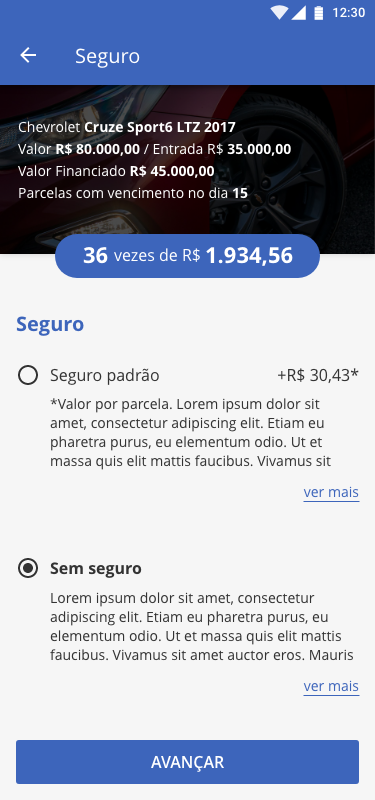 12:30
Seguro
Chevrolet Cruze Sport6 LTZ 2017
Valor R$ 80.000,00 / Entrada R$ 35.000,00
Valor Financiado R$ 45.000,00
Parcelas com vencimento no dia 15
36 vezes de R$ 1.934,56
Seguro
Seguro padrão +R$ 30,43*
*Valor por parcela. Lorem ipsum dolor sit
amet, consectetur adipiscing elit. Etiam eu
pharetra purus, eu elementum odio. Ut et
massa quis elit mattis faucibus. Vivamus sit
ver mais
Sem seguro
Lorem ipsum dolor sit amet, consectetur
adipiscing elit. Etiam eu pharetra purus, eu
elementum odio. Ut et massa quis elit mattis
faucibus. Vivamus sit amet auctor eros. Mauris
ver mais
AVANÇAR